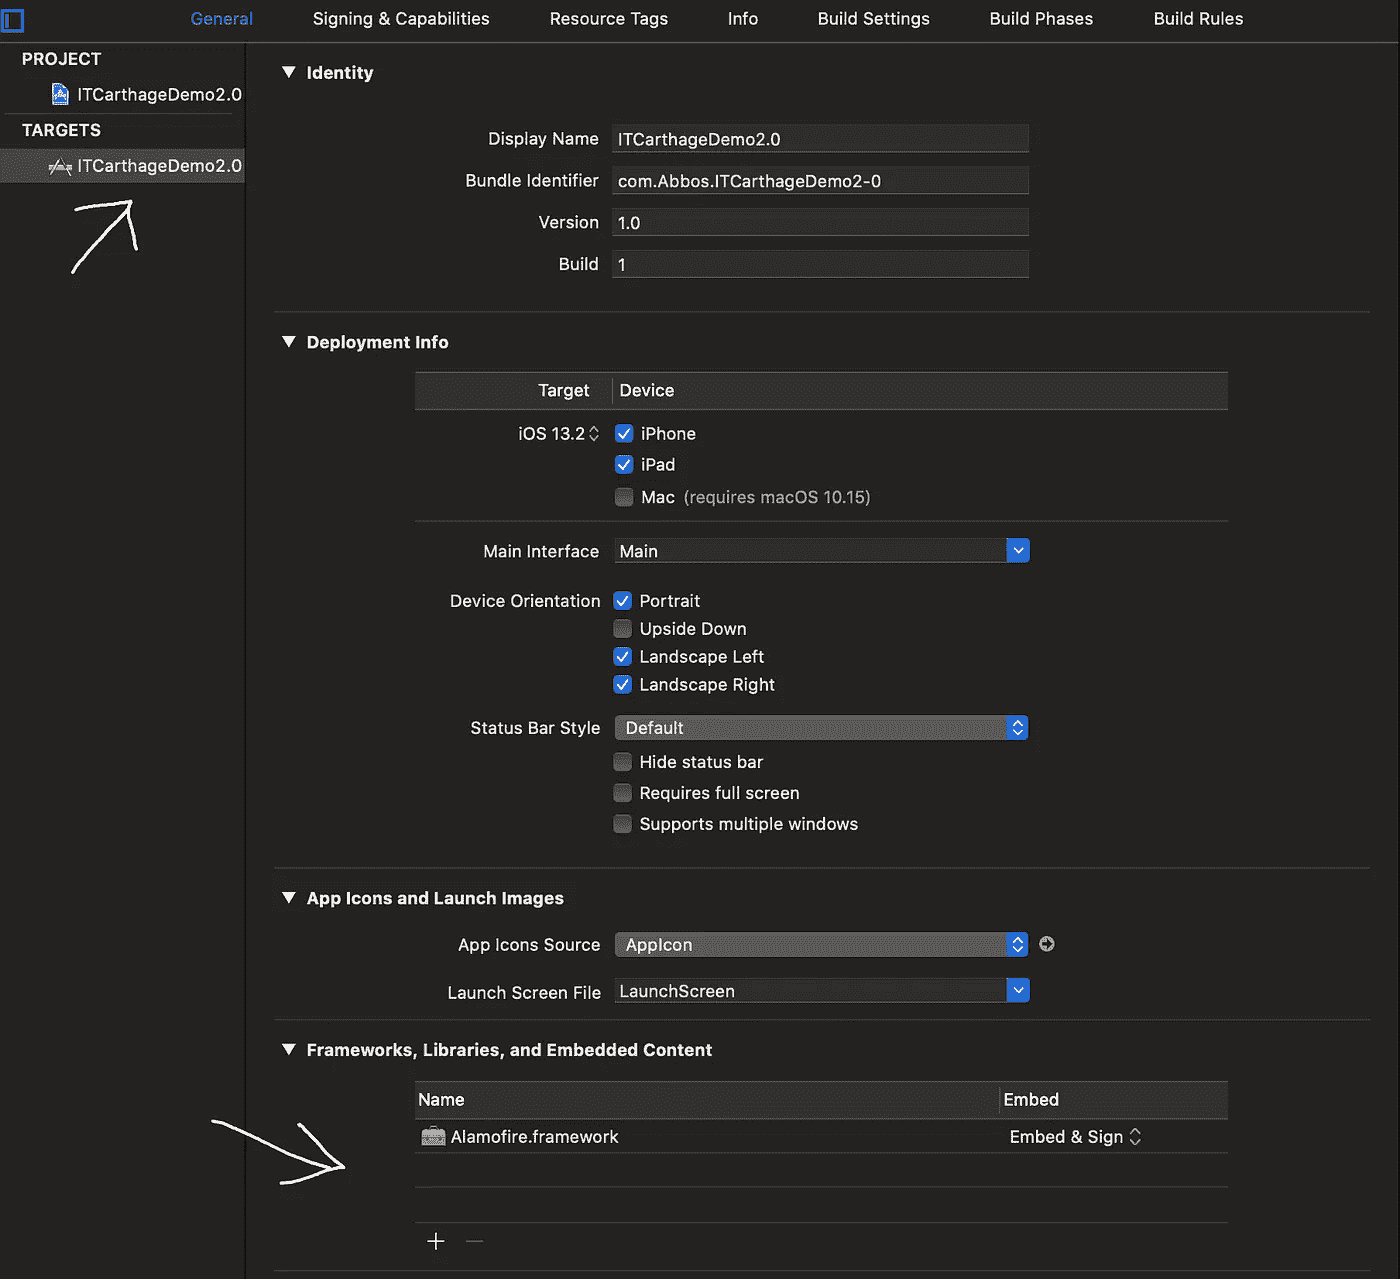 General Signing & Capabilities Resource Tags Info Build Settings Build Phases Build Rules
PROJECT
ITCarthageDemo2.0
TARGETS
ITCarthageDemo2.0
Identity
Display Name ITCarthageDemo2.0
Bundle Identifier com.Abbos.ITCarthageDemo2-0
Version 1.0
Build 1
Deployment Info
Target Device
iOS 13.2 iPhone
iPad
Mac (requires macOS 10.15)
Main Interface Main
Device Orientation Portrait
Upside Down
Landscape Left
Landscape Right
Status Bar Style Default
Hide status bar
Requires full screen
Supports multiple windows
App Icons and Launch Images
App Icons Source AppIcon
Launch Screen File LaunchScreen
Frameworks, Libraries, and Embedded Content
Name Embed
Alamofire.framework Embed & Sign